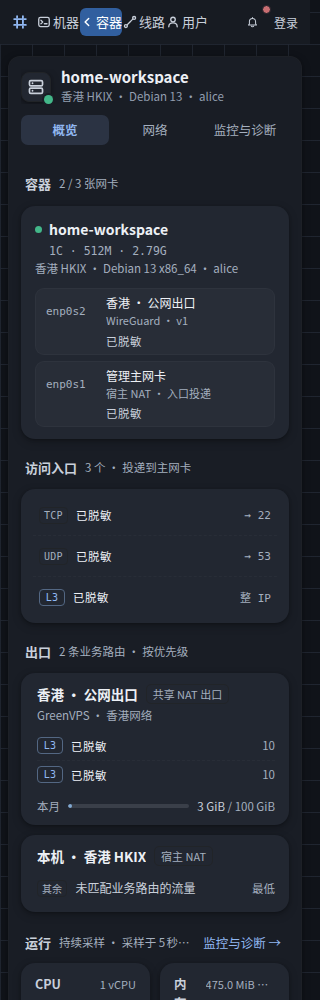 机器 容器 线路 用户 登录
home-workspace
香港 HKIX • Debian 13 • alice
概览 网络 监控与诊断
容器 2 / 3 张网卡
home-workspace
1C · 512M · 2.79G
香港 HKIX • Debian 13 x86_64 • alice
enp0s2 香港 • 公网出口
WireGuard • v1
已脱敏
enp0s1 管理主网卡
宿主 NAT • 入口投递
已脱敏
访问入口 3 个 • 投递到主网卡
TCP 已脱敏 → 22
UDP 已脱敏 → 53
L3 已脱敏 整 IP
出口 2 条业务路由 • 按优先级
香港 • 公网出口 共享 NAT 出口
GreenVPS • 香港网络
L3 已脱敏 10
L3 已脱敏 10
本月 3 GiB / 100 GiB
本机 • 香港 HKIX 宿主 NAT
其余 未匹配业务路由的流量 最低
运行 持续采样 • 采样于 5 秒… 监控与诊断 →
CPU 1 vCPU 内 475.0 MiB …